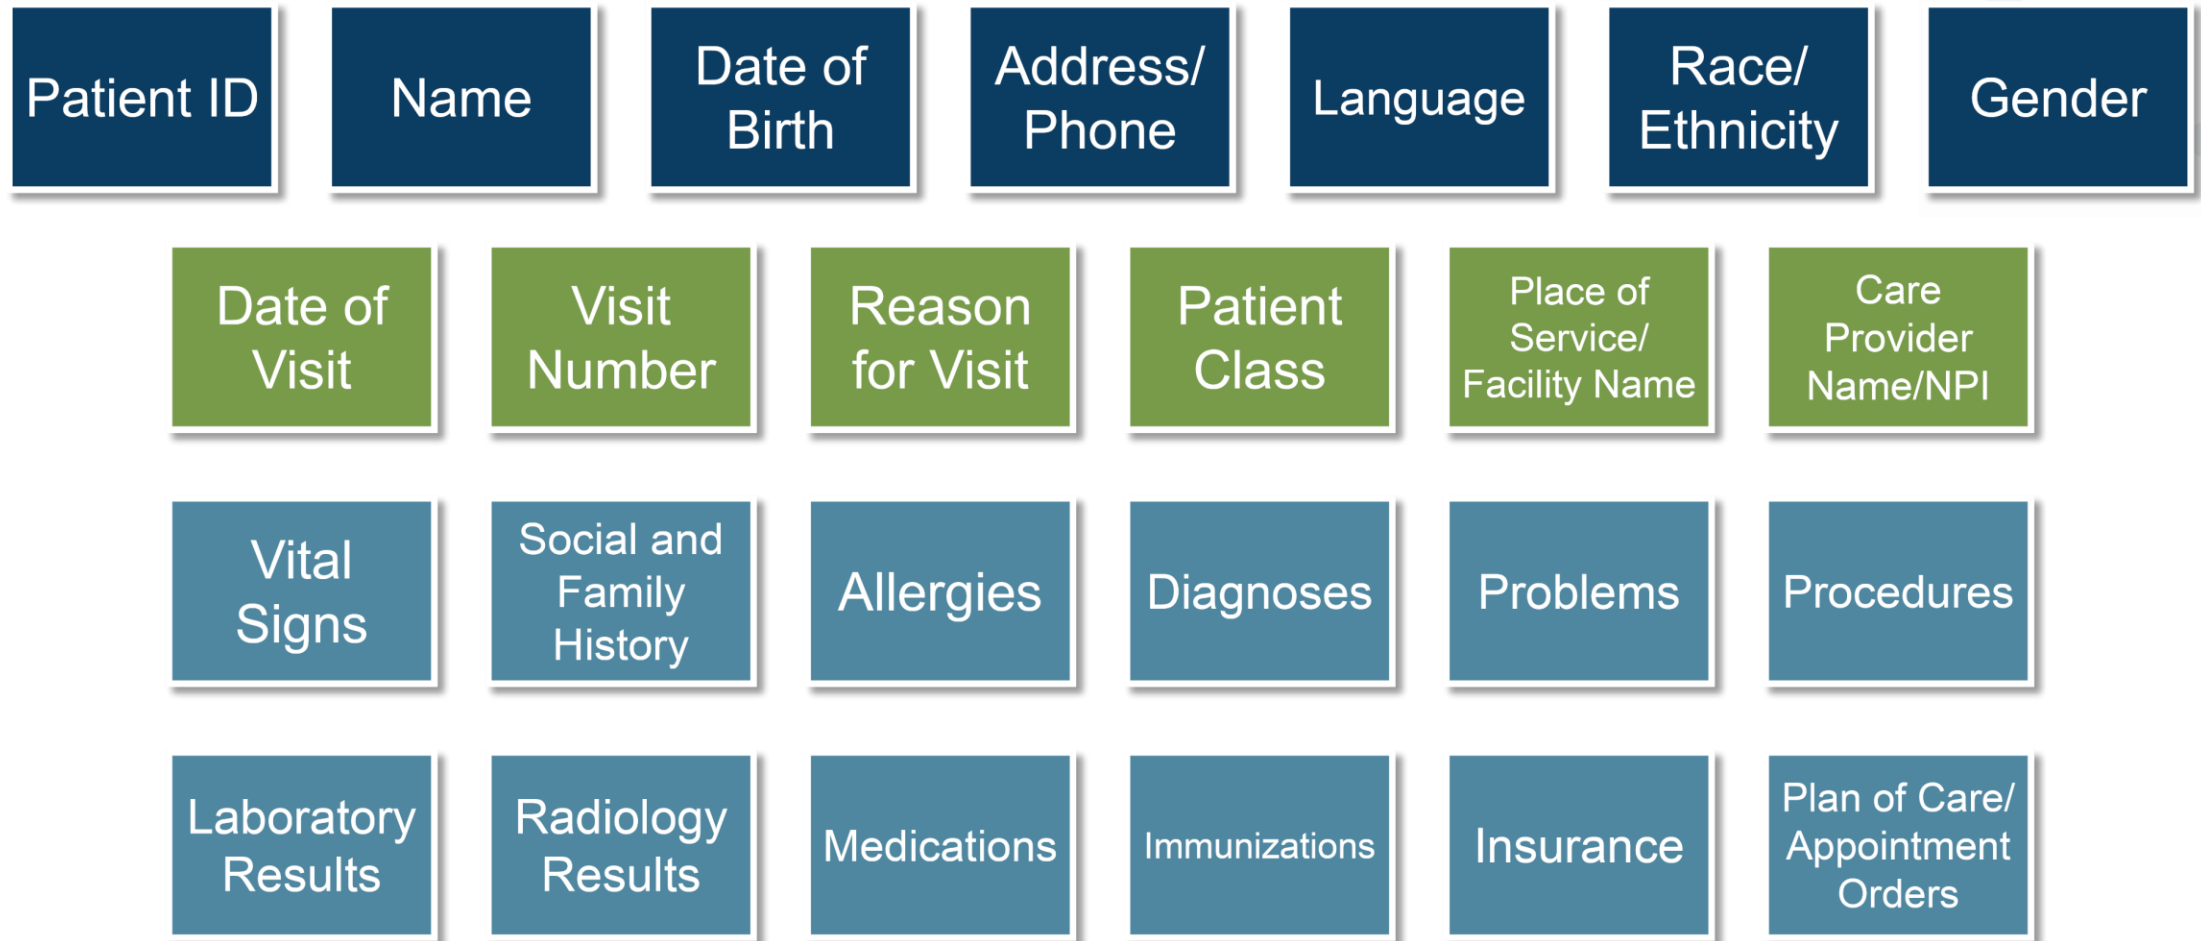 Patient ID
Name
Date of
Birth
Address/
Phone
Language
Race/
Ethnicity
Gender
Date of
Visit
Visit
Number
Reason
for Visit
Patient
Class
Place of
Service/
Facility Name
Care
Provider
Name/NPI
Vital
Signs
Social and
Family
History
Allergies
Diagnoses
Problems
Procedures
Laboratory
Results
Radiology
Results
Medications
Immunizations
Insurance
Plan of Care/
Appointment
Orders